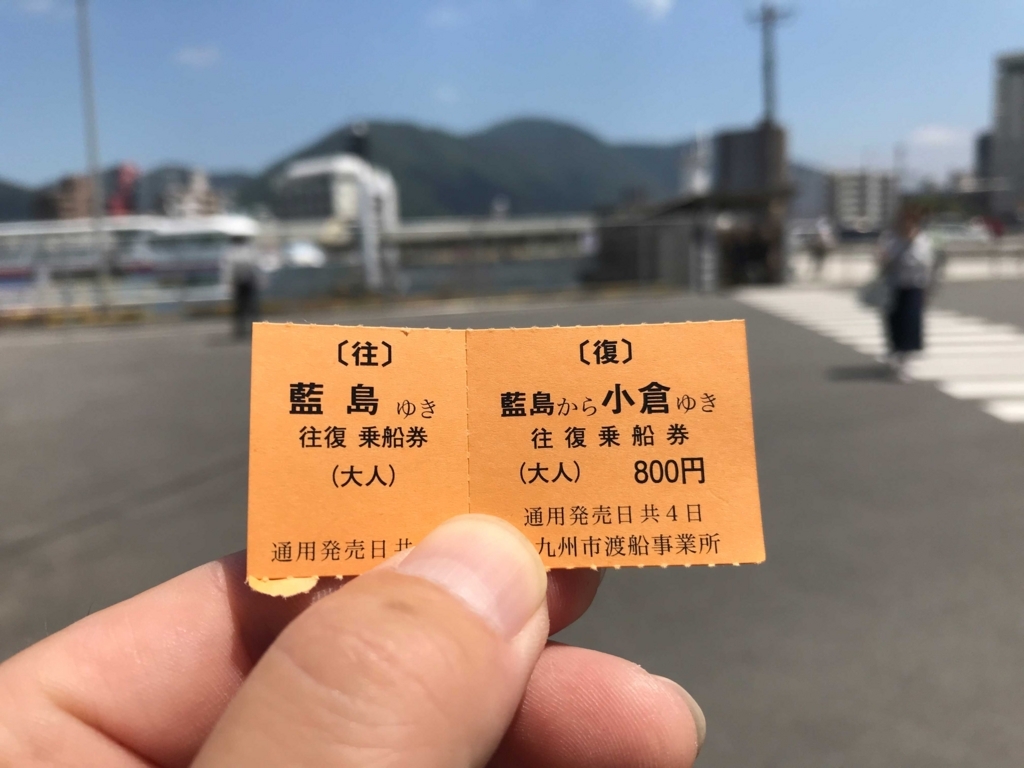 〔往〕
藍島 ゆき
往復 乗船券
(大人)
通用発売日共
〔復〕
藍島から小倉ゆき
往復乗船券
(大人) 800円
通用発売日共4日
九州市渡船事業所